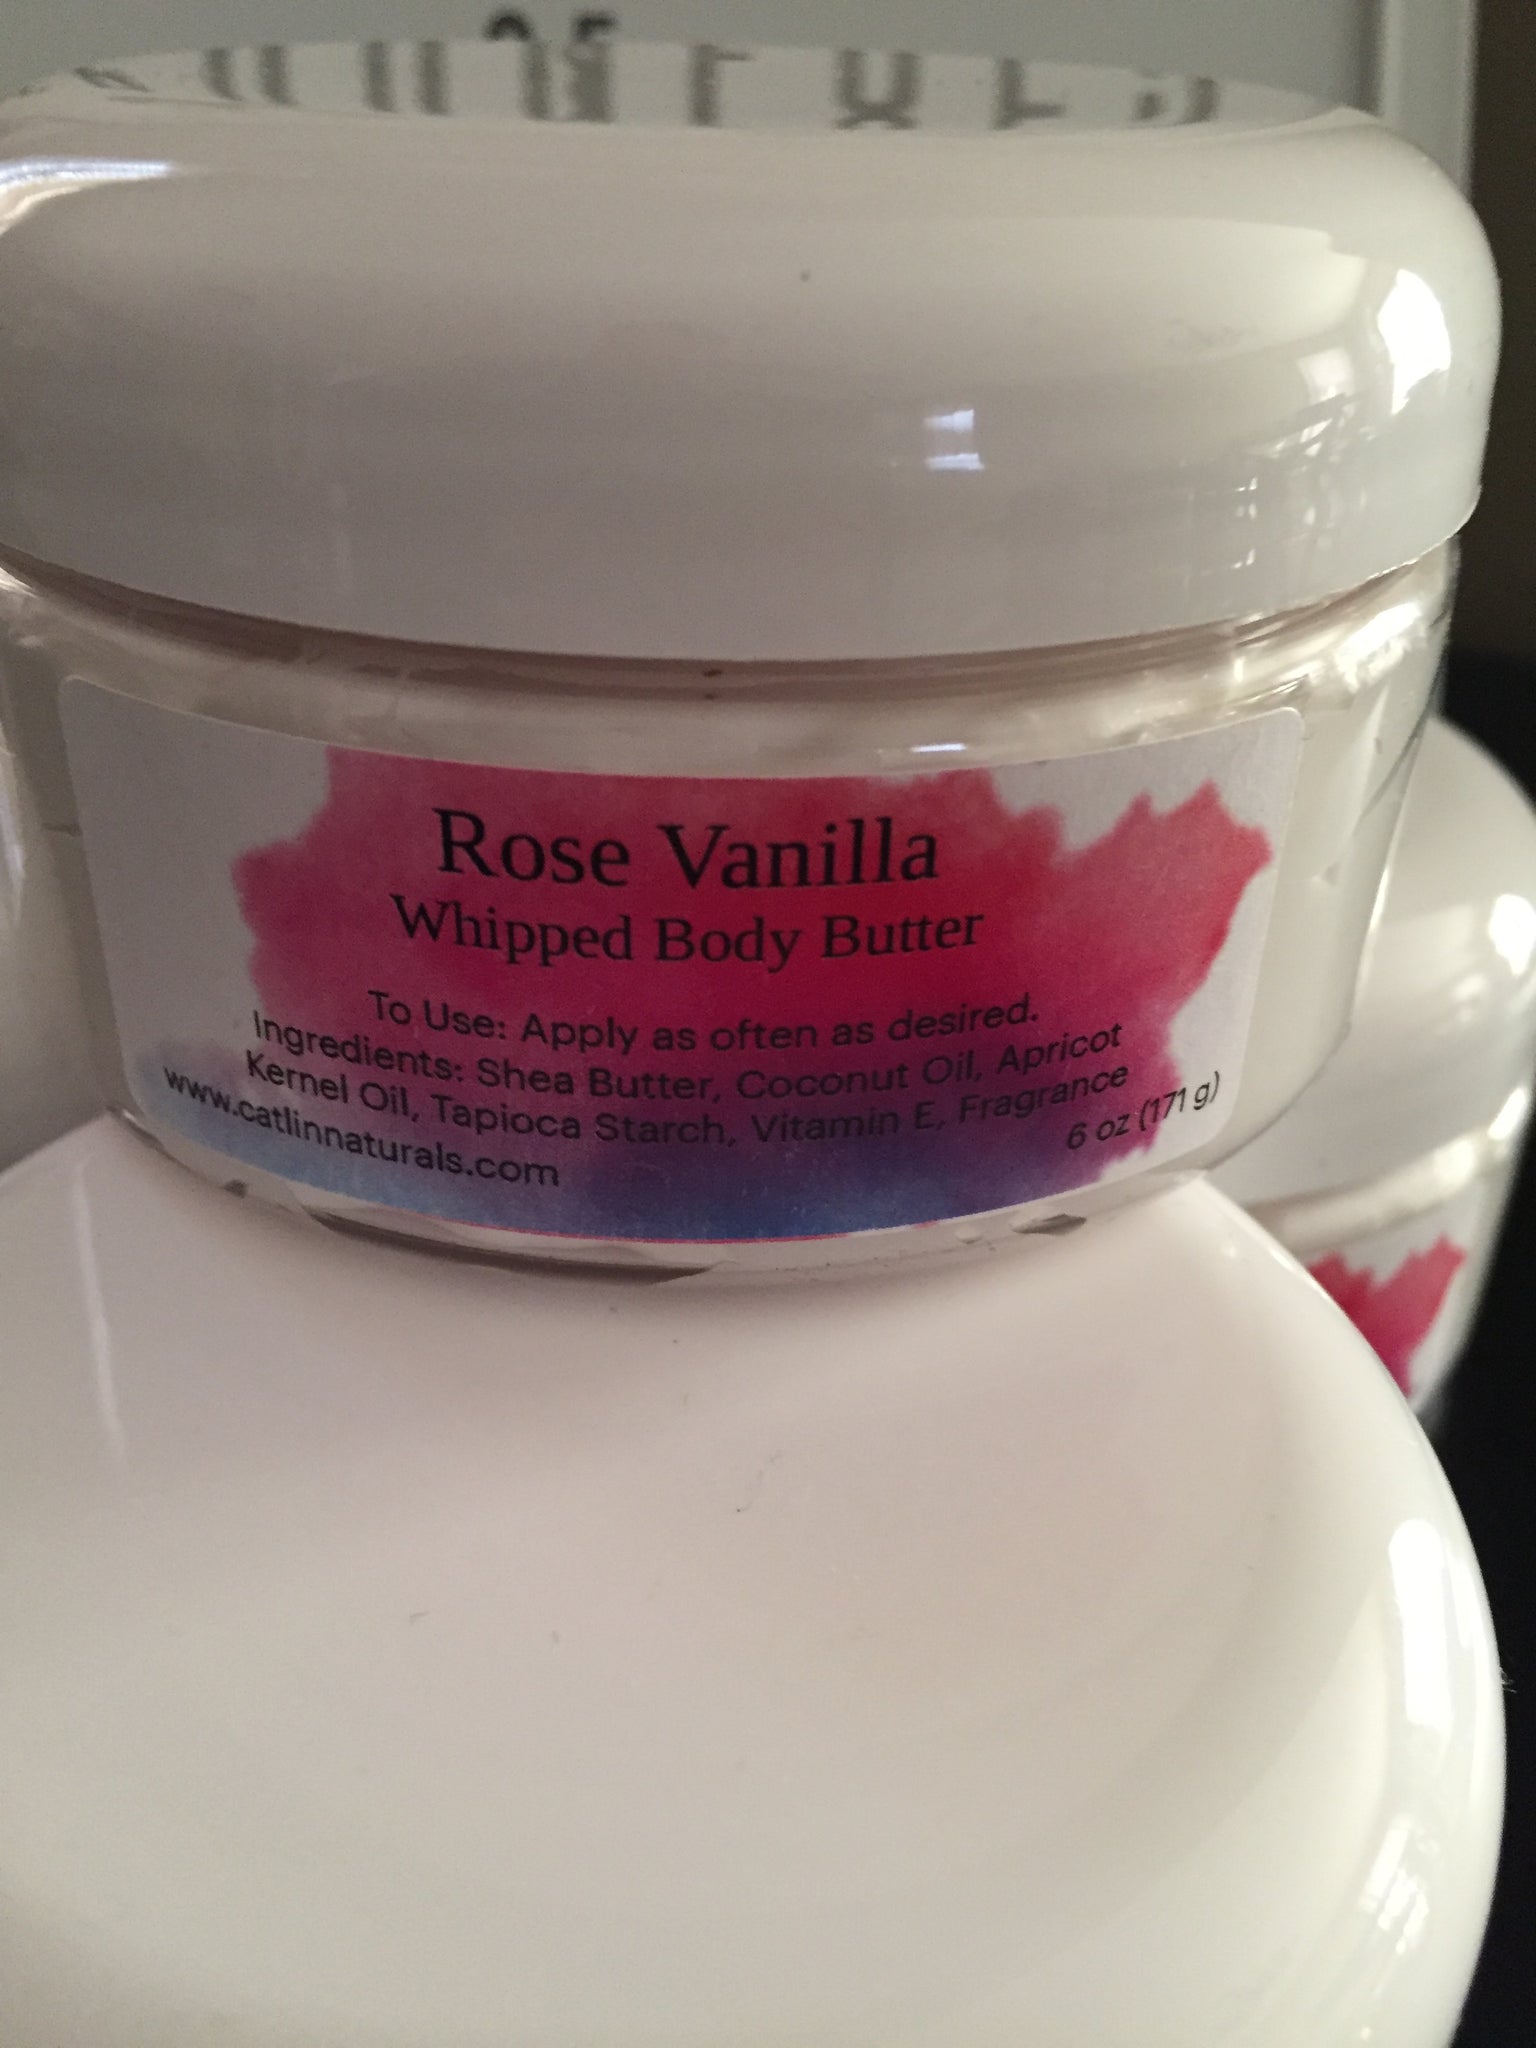 Rose Vanilla
Whipped Body Butter
To Use: Apply as often as desired.
Ingredients: Shea Butter, Coconut Oil, Apricot
Kernel Oil, Tapioca Starch, Vitamin E, Fragrance
www.catlinnaturals.com
6 oz (171 g)